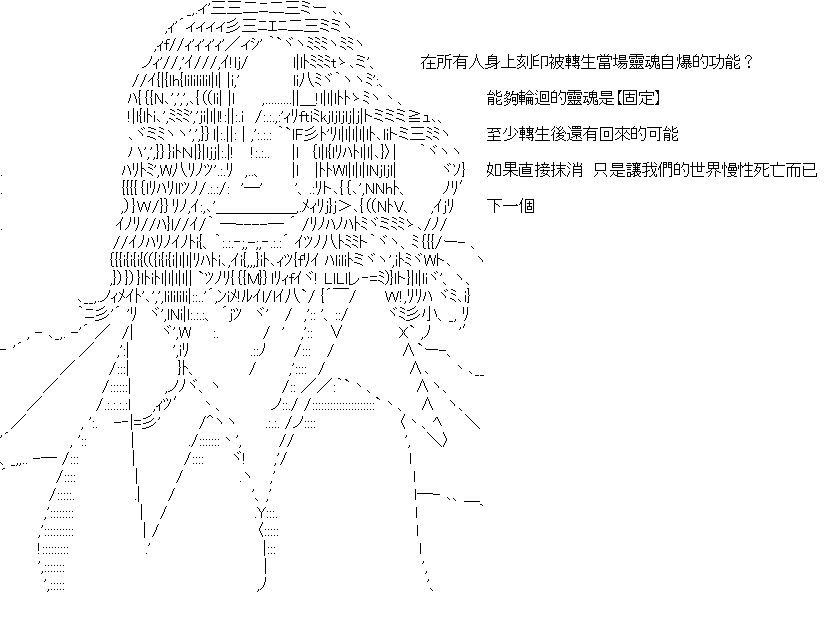 在所有人身上刻印被轉生當場靈魂自爆的功能？
能夠輪迴的靈魂是【固定】
至少轉生後還有回來的可能
如果直接抹消　只是讓我們的世界慢性死亡而已
下一個